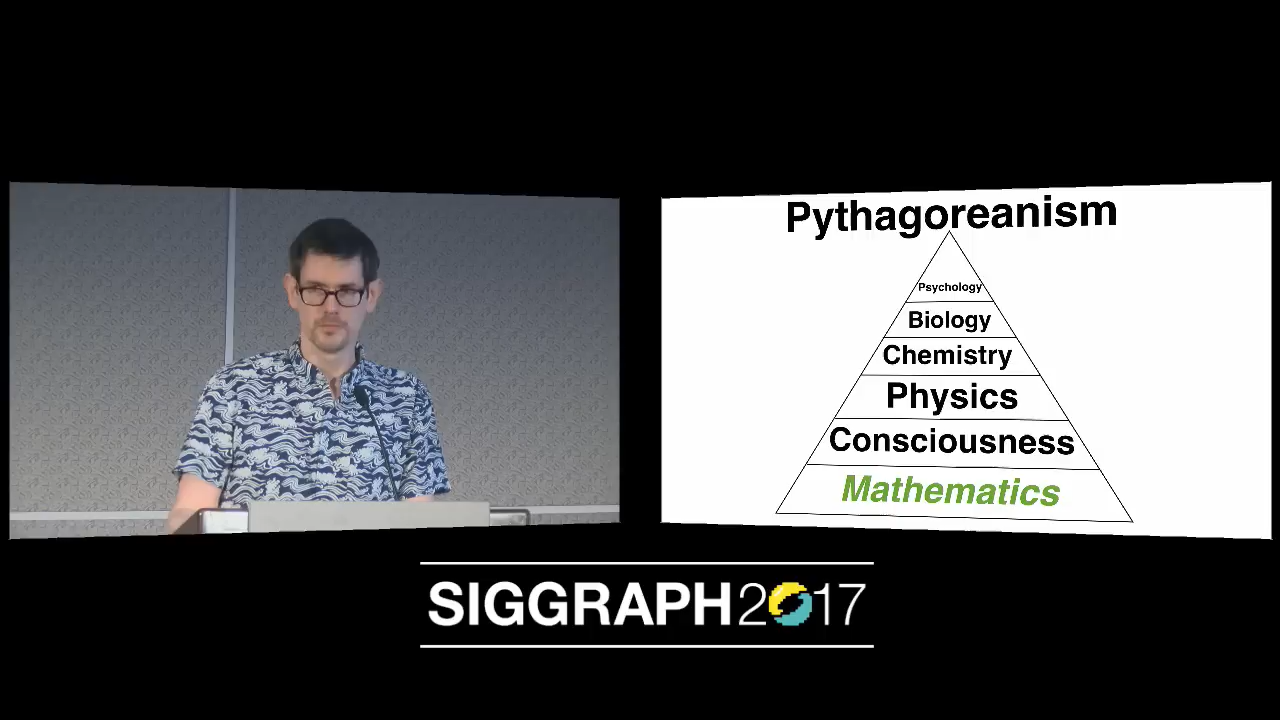 Pythagoreanism
Psychology
Biology
Chemistry
Physics
Consciousness
Mathematics
SIGGRAPH2017